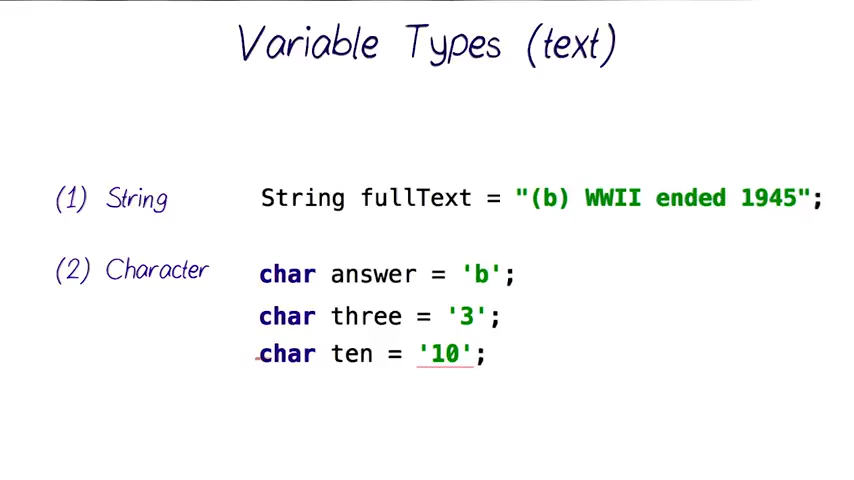 Variable Types (text)
(1) String String fullText = "(b) WWII ended 1945";
(2) Character char answer = 'b';
char three = '3';
char ten = '10';